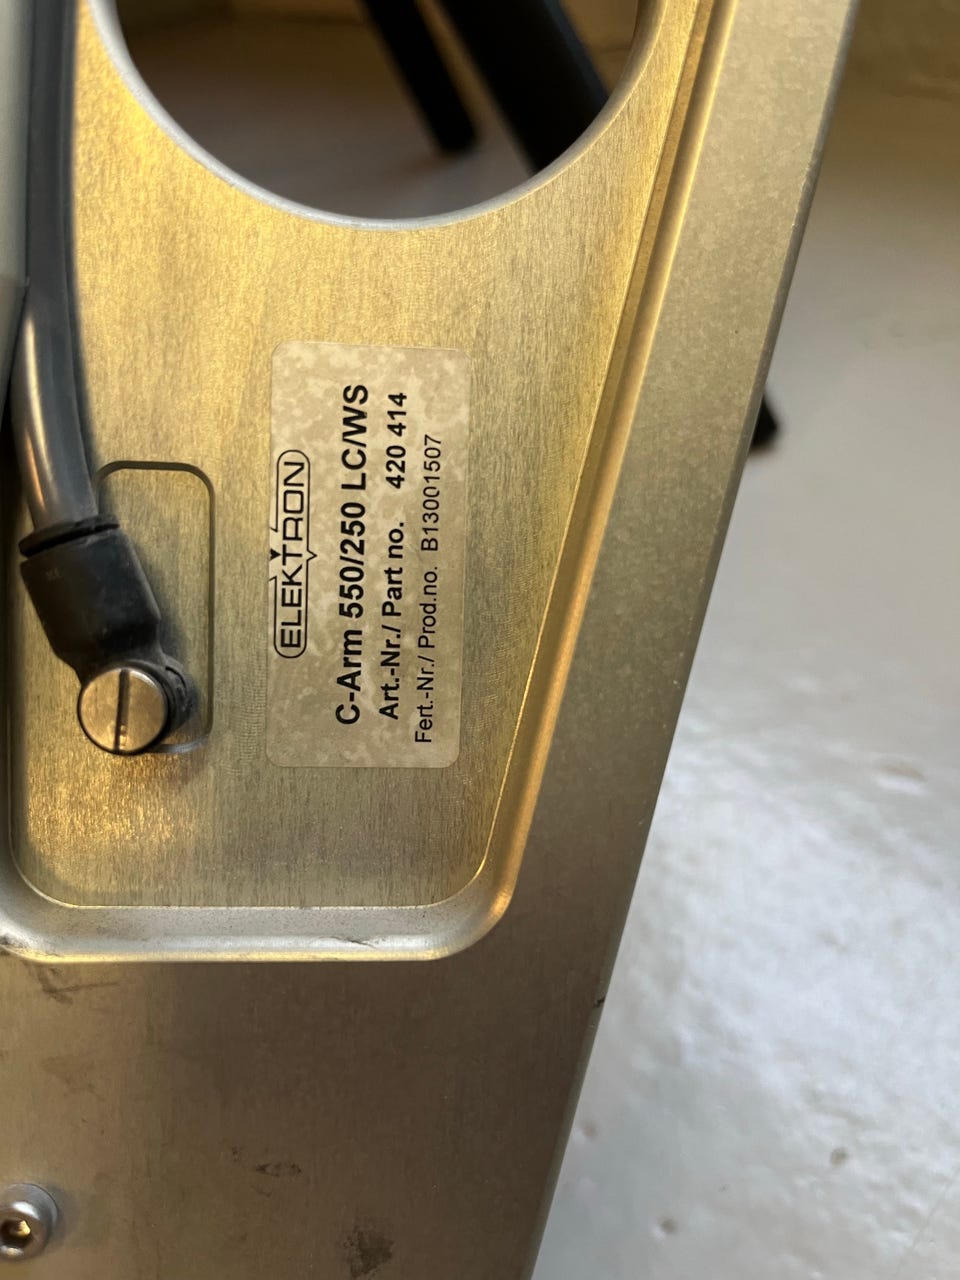 ELEKTRON
C-Arm 550/250 LC/WS
Art.-Nr./ Part no. 420 414
Fert.-Nr./ Prod.no. B13001507